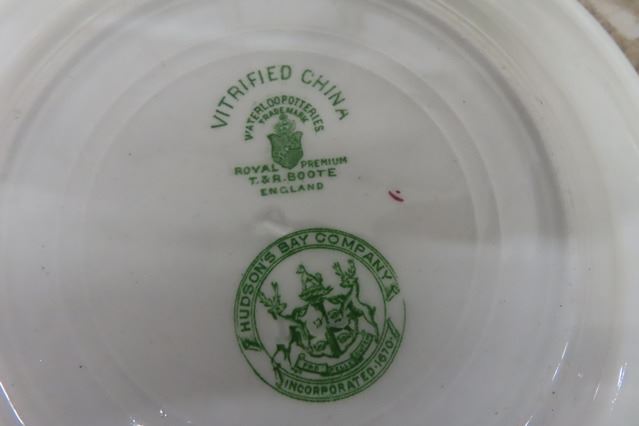 VITRIFIED CHINA
WATERLOO POTTERIES
TRADE MARK
ROYAL PREMIUM
T. & R. BOOTE
ENGLAND
HUDSON'S BAY COMPANY
INCORPORATED 1670